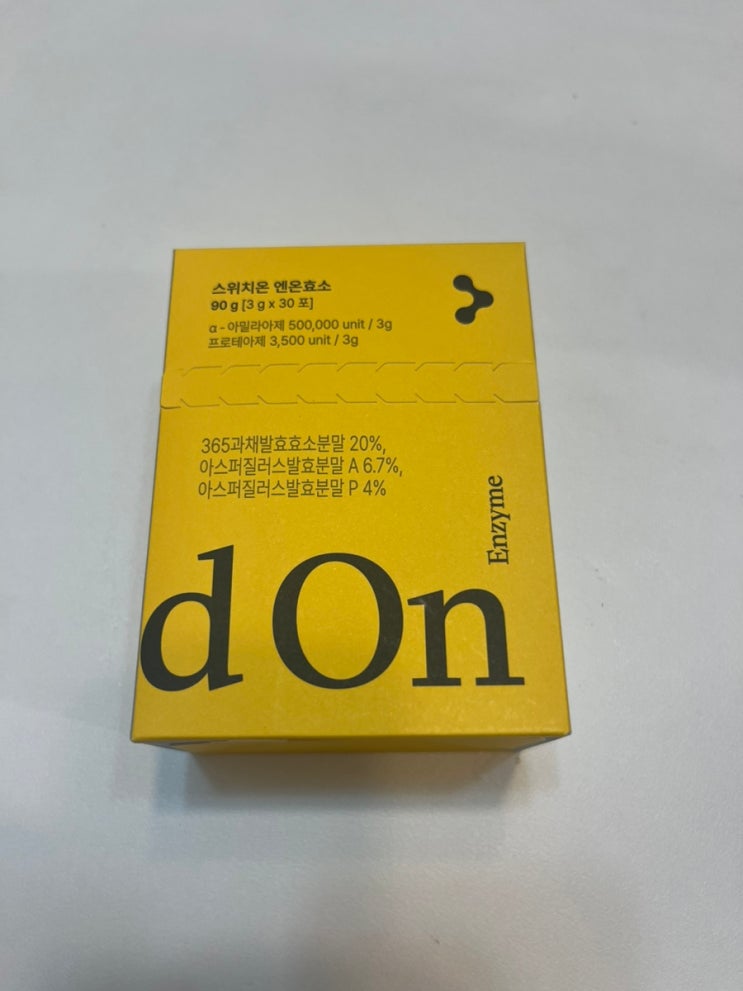 스위치온 엔온효소
90 g [3 g x 30 포]
α - 아밀라아제 500,000 unit / 3g
프로테아제 3,500 unit / 3g
365과채발효효소분말 20%,
아스퍼질러스발효분말 A 6.7%,
아스퍼질러스발효분말 P 4%
Enzyme
d On